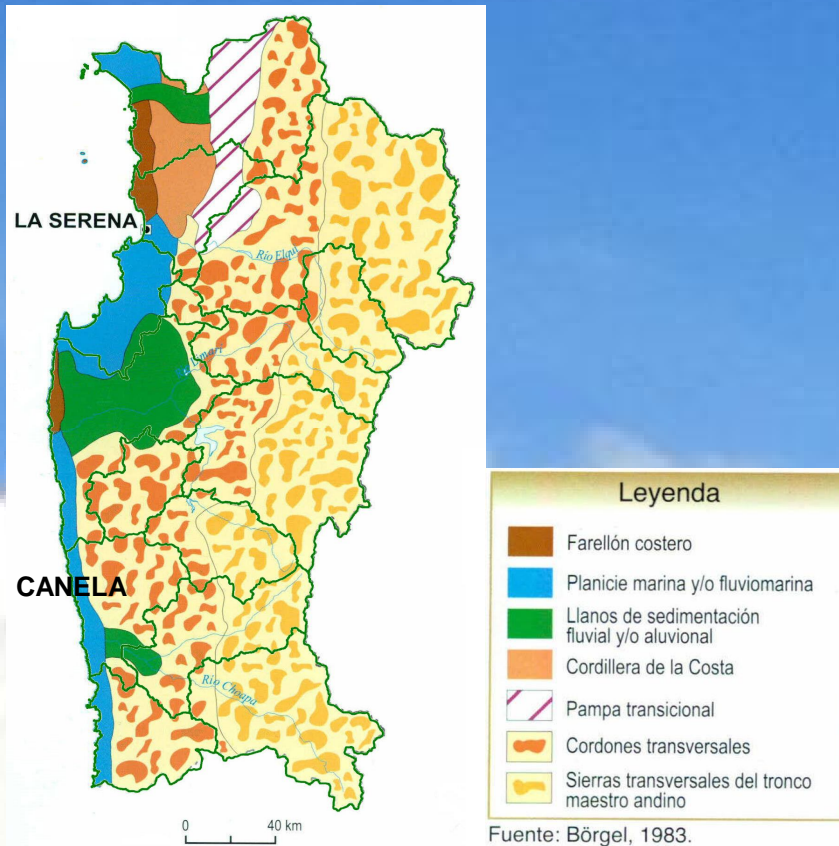 LA SERENA
Río Elqui
Río Limarí
CANELA
Río Choapa
0 40 km
Leyenda
Farellón costero
Planicie marina y/o fluviomarina
Llanos de sedimentación
fluvial y/o aluvional
Cordillera de la Costa
Pampa transicional
Cordones transversales
Sierras transversales del tronco
maestro andino
Fuente: Börgel, 1983.